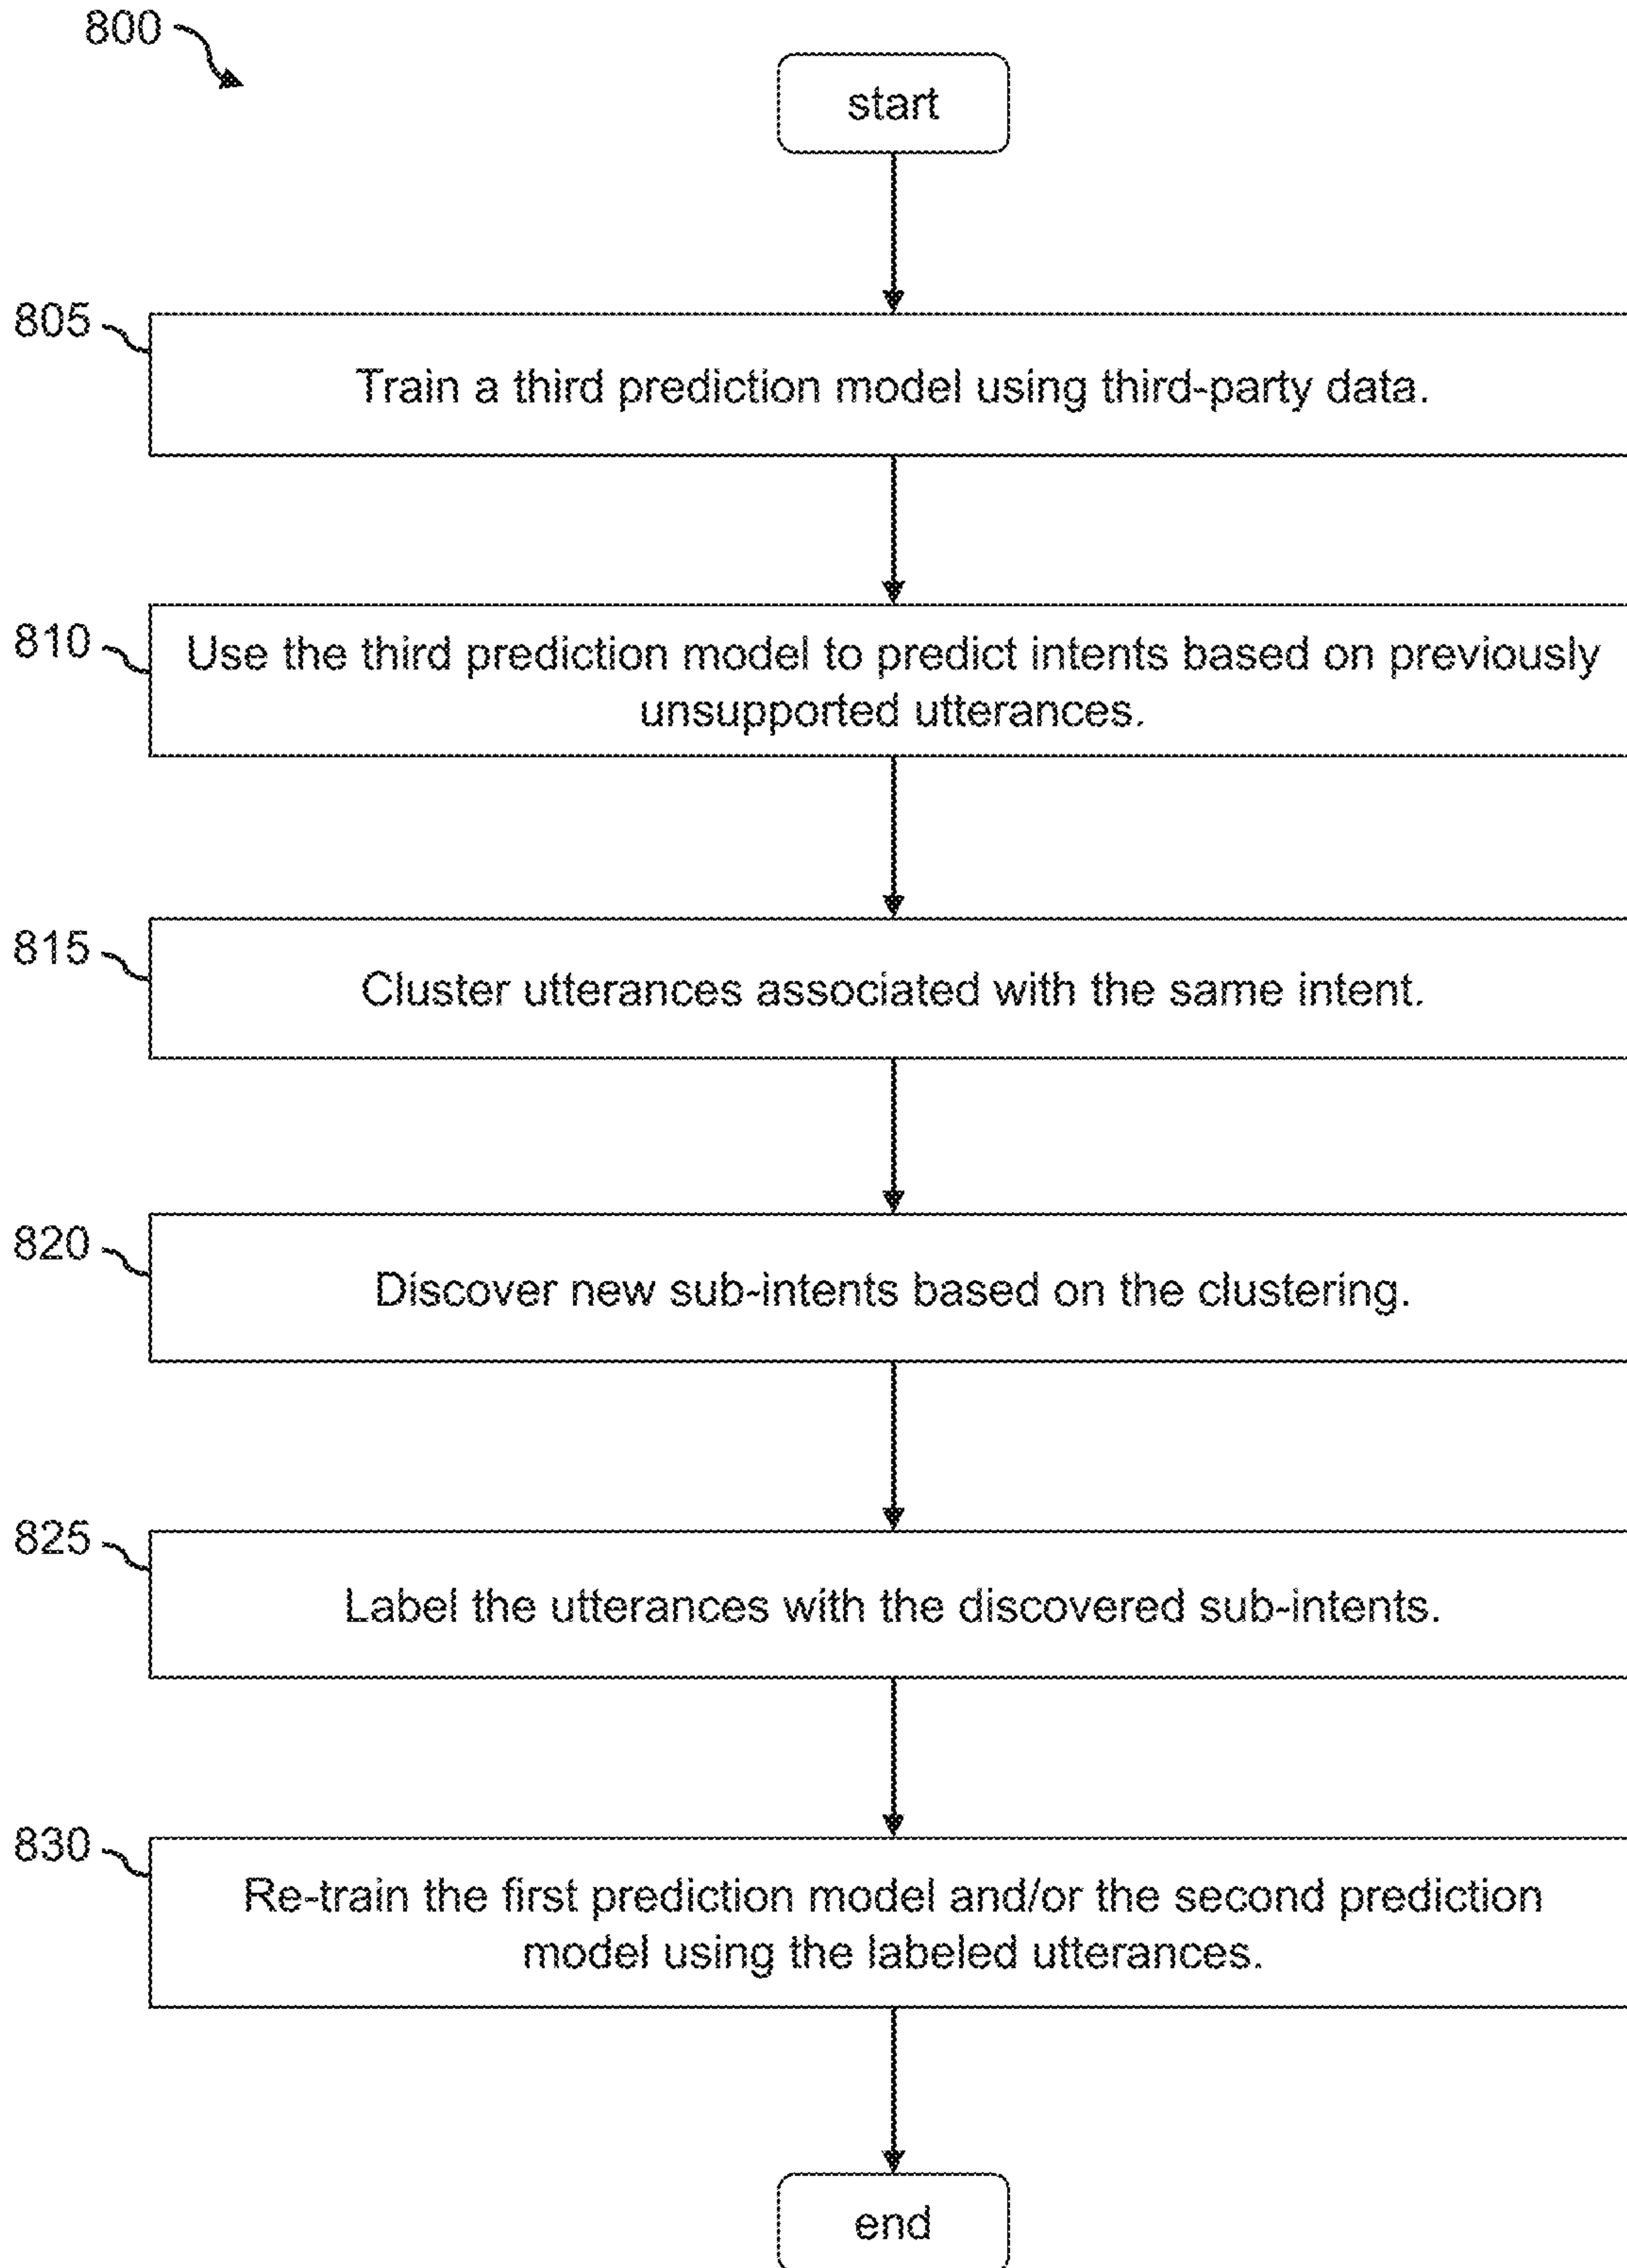 800
start
805
Train a third prediction model using third-party data.
810
Use the third prediction model to predict intents based on previously
unsupported utterances.
815
Cluster utterances associated with the same intent.
820
Discover new sub-intents based on the clustering.
825
Label the utterances with the discovered sub-intents.
830
Re-train the first prediction model and/or the second prediction
model using the labeled utterances.
end